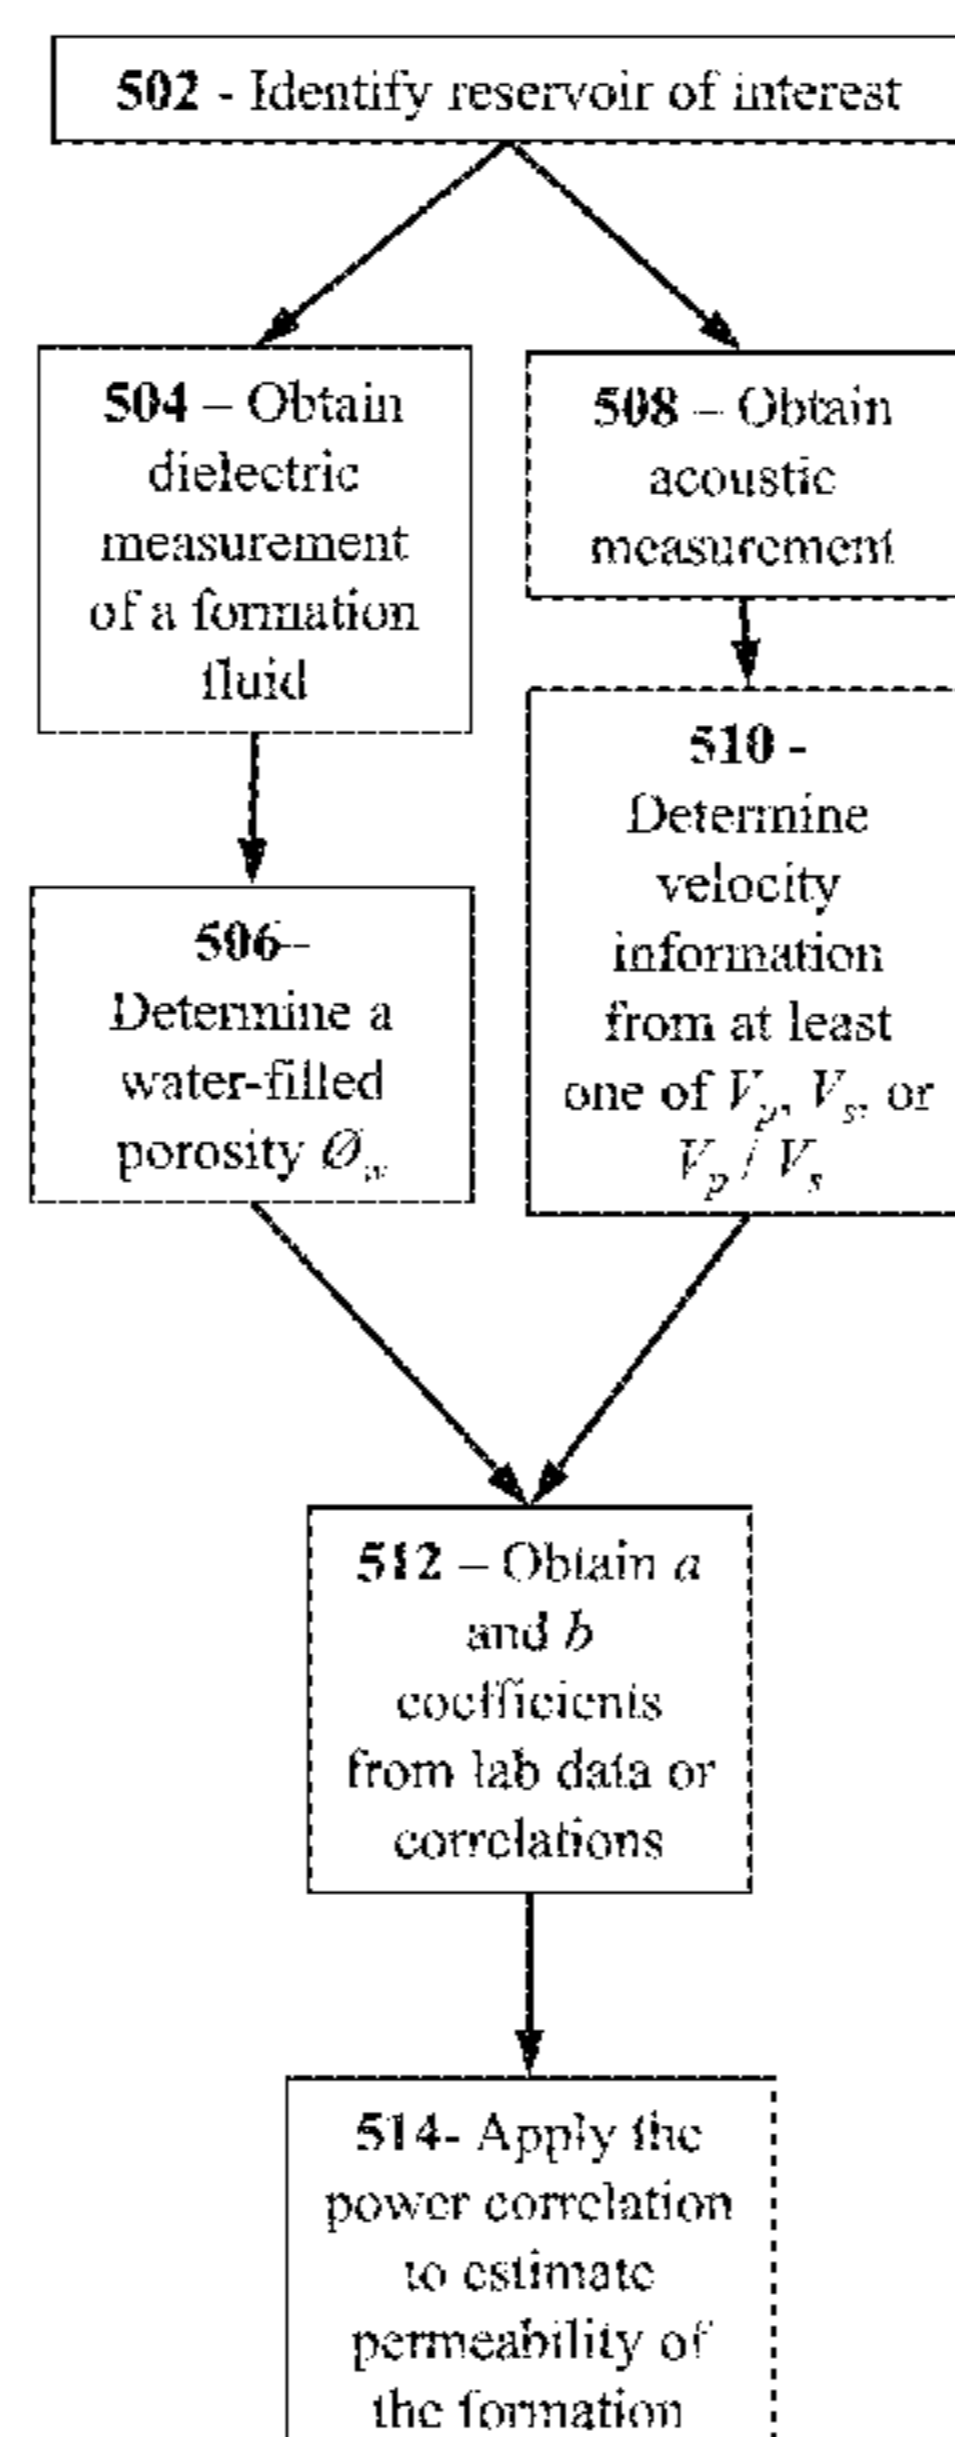 502 - Identify reservoir of interest
504 – Obtain
dielectric
measurement
of a formation
fluid
506–
Determine a
water-filled
porosity Ø_w
508 – Obtain
acoustic
measurement
510 -
Determine
velocity
information
from at least
one of V_p, V_s, or
V_p / V_s
512 – Obtain a
and b
coefficients
from lab data or
correlations
514- Apply the
power correlation
to estimate
permeability of
the formation